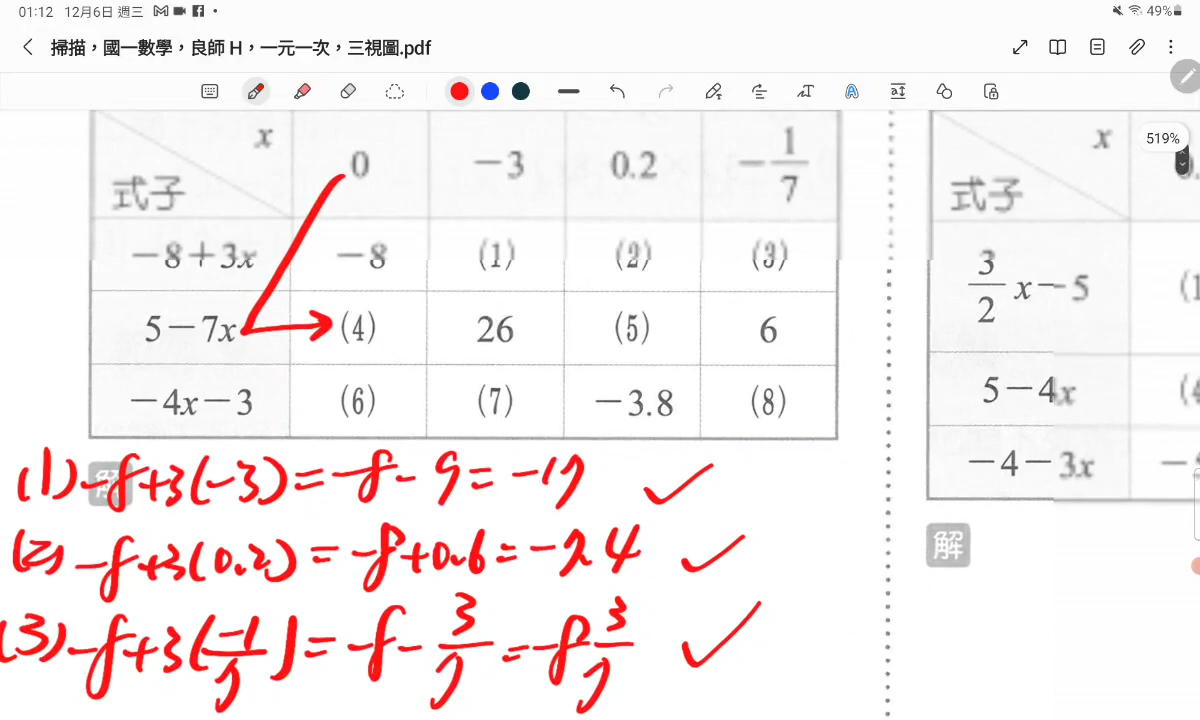 01:12 12月6日 週三 49%
掃描，國一數學，良師 H，一元一次，三視圖.pdf
519%
x 0 -3 0.2 -1/7
式子
-8+3x -8 (1) (2) (3)
5-7x (4) 26 (5) 6
-4x-3 (6) (7) -3.8 (8)
解
(1) -8+3(-3)=-8-9=-17 ✓
(2) -8+3(0.2)=-8+0.6=-7.4 ✓
(3) -8+3(-1/7)=-8-3/7=-8 3/7 ✓
x
式子
3/2 x-5
5-4x
-4-3x
解